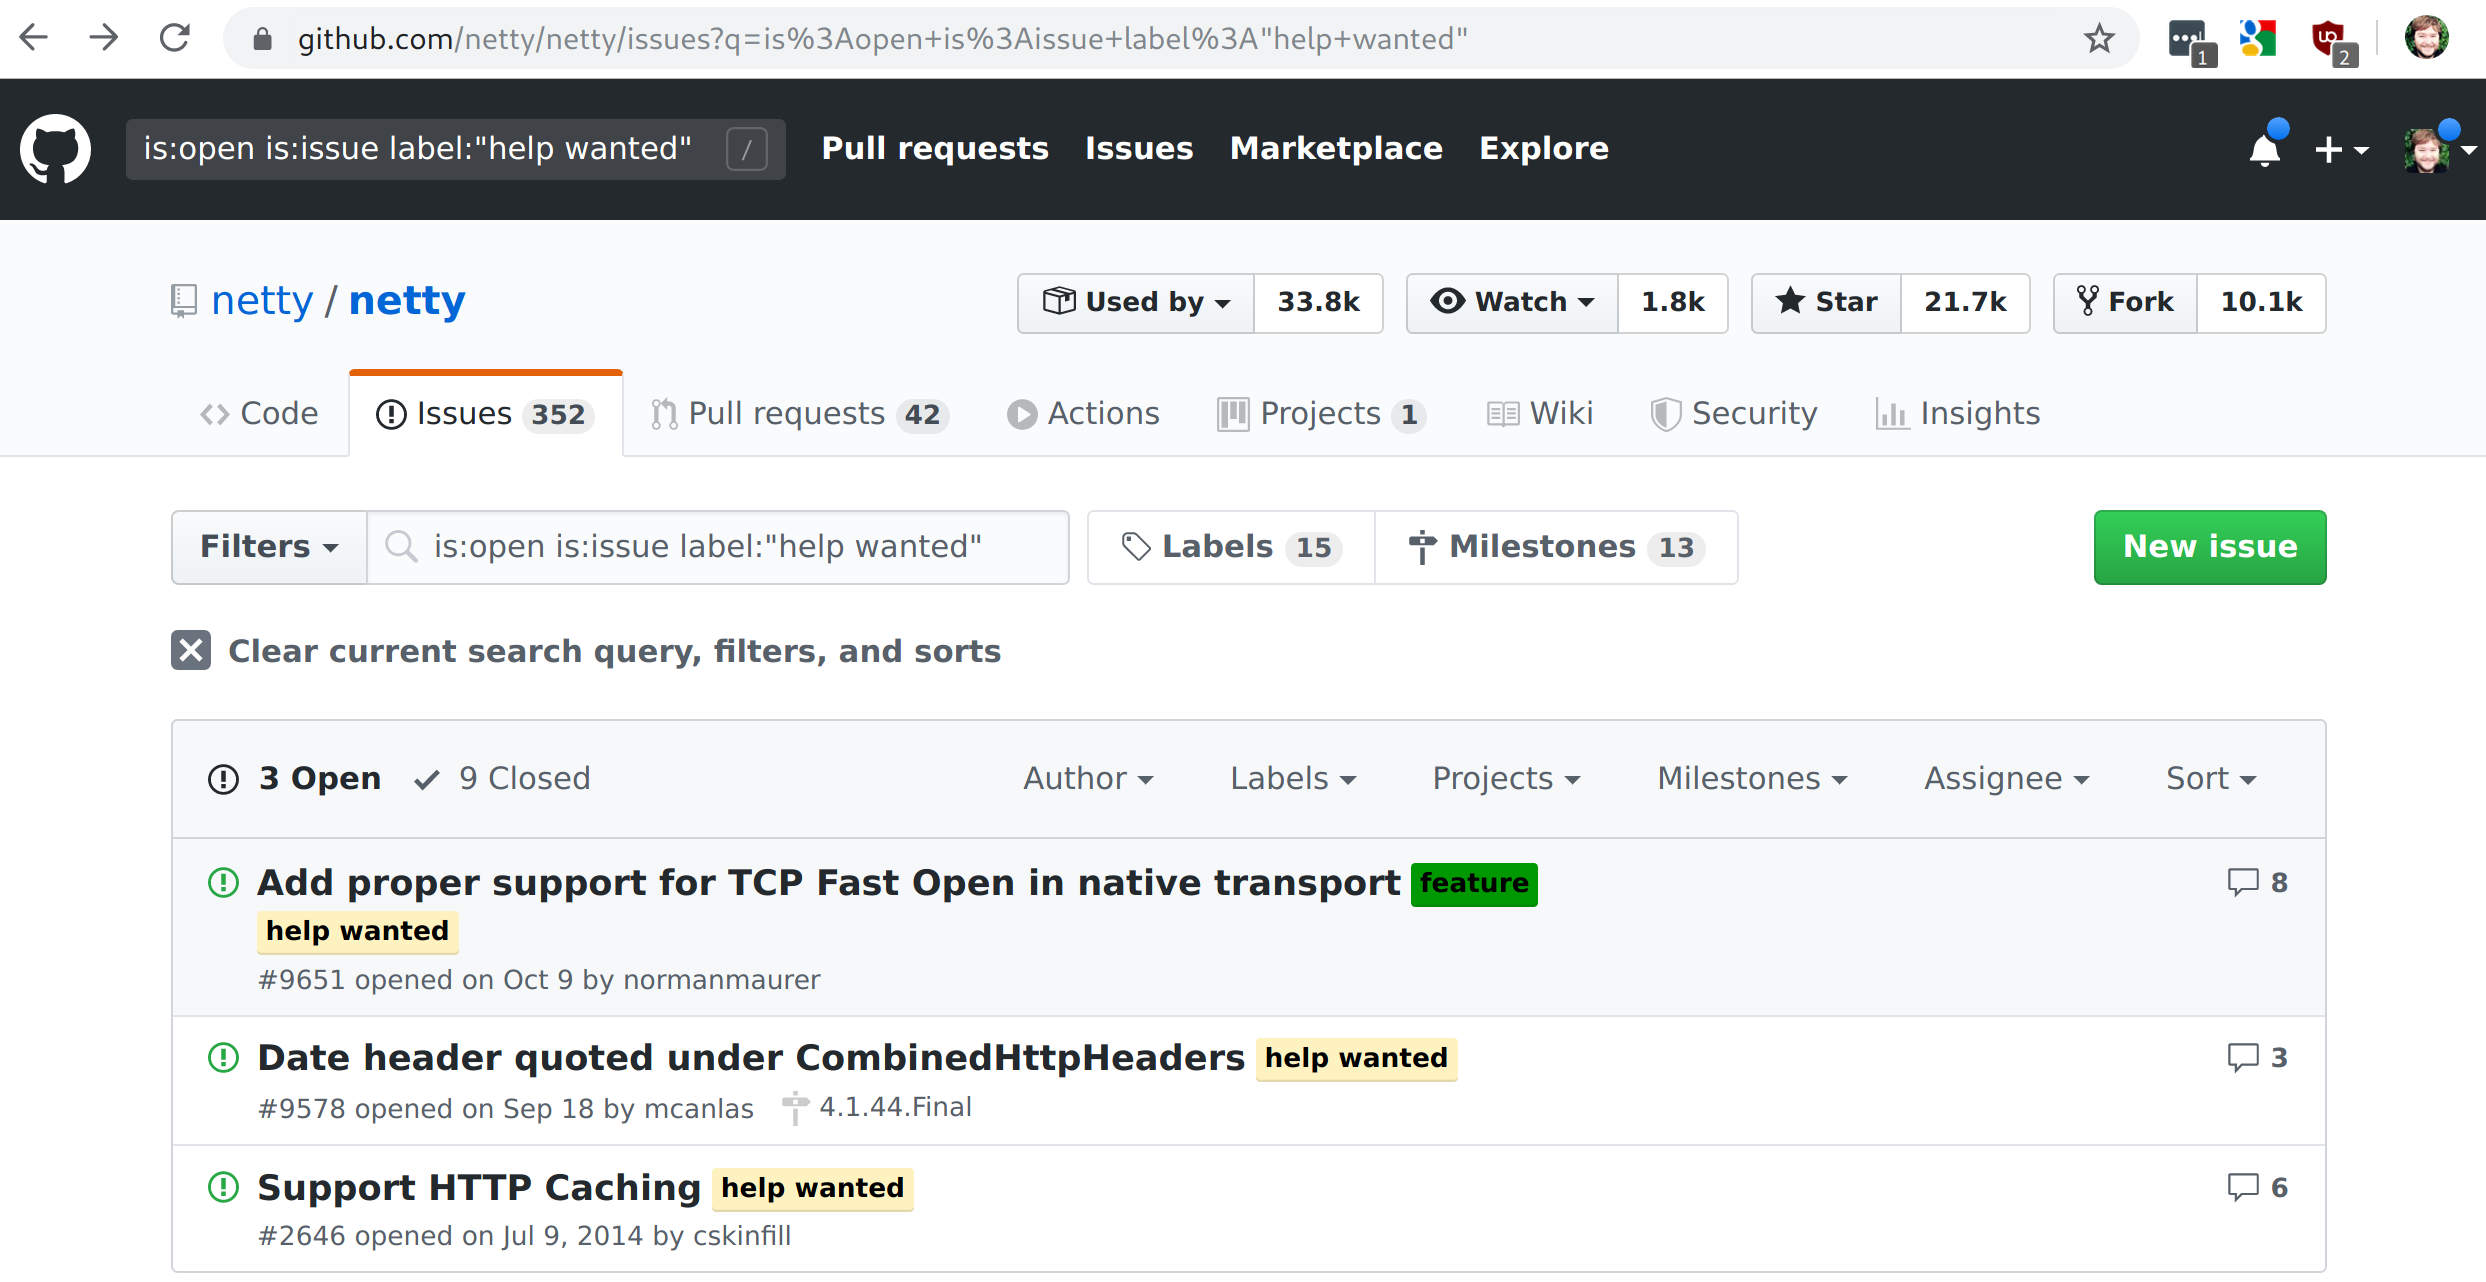 github.com/netty/netty/issues?q=is%3Aopen+is%3Aissue+label%3A"help+wanted"
1
2
is:open is:issue label:"help wanted" /
Pull requests Issues Marketplace Explore
netty / netty
Used by 33.8k Watch 1.8k Star 21.7k Fork 10.1k
Code Issues 352 Pull requests 42 Actions Projects 1 Wiki Security Insights
Filters is:open is:issue label:"help wanted" Labels 15 Milestones 13 New issue
Clear current search query, filters, and sorts
3 Open 9 Closed Author Labels Projects Milestones Assignee Sort
Add proper support for TCP Fast Open in native transport feature 8
help wanted
#9651 opened on Oct 9 by normanmaurer
Date header quoted under CombinedHttpHeaders help wanted 3
#9578 opened on Sep 18 by mcanlas 4.1.44.Final
Support HTTP Caching help wanted 6
#2646 opened on Jul 9, 2014 by cskinfill